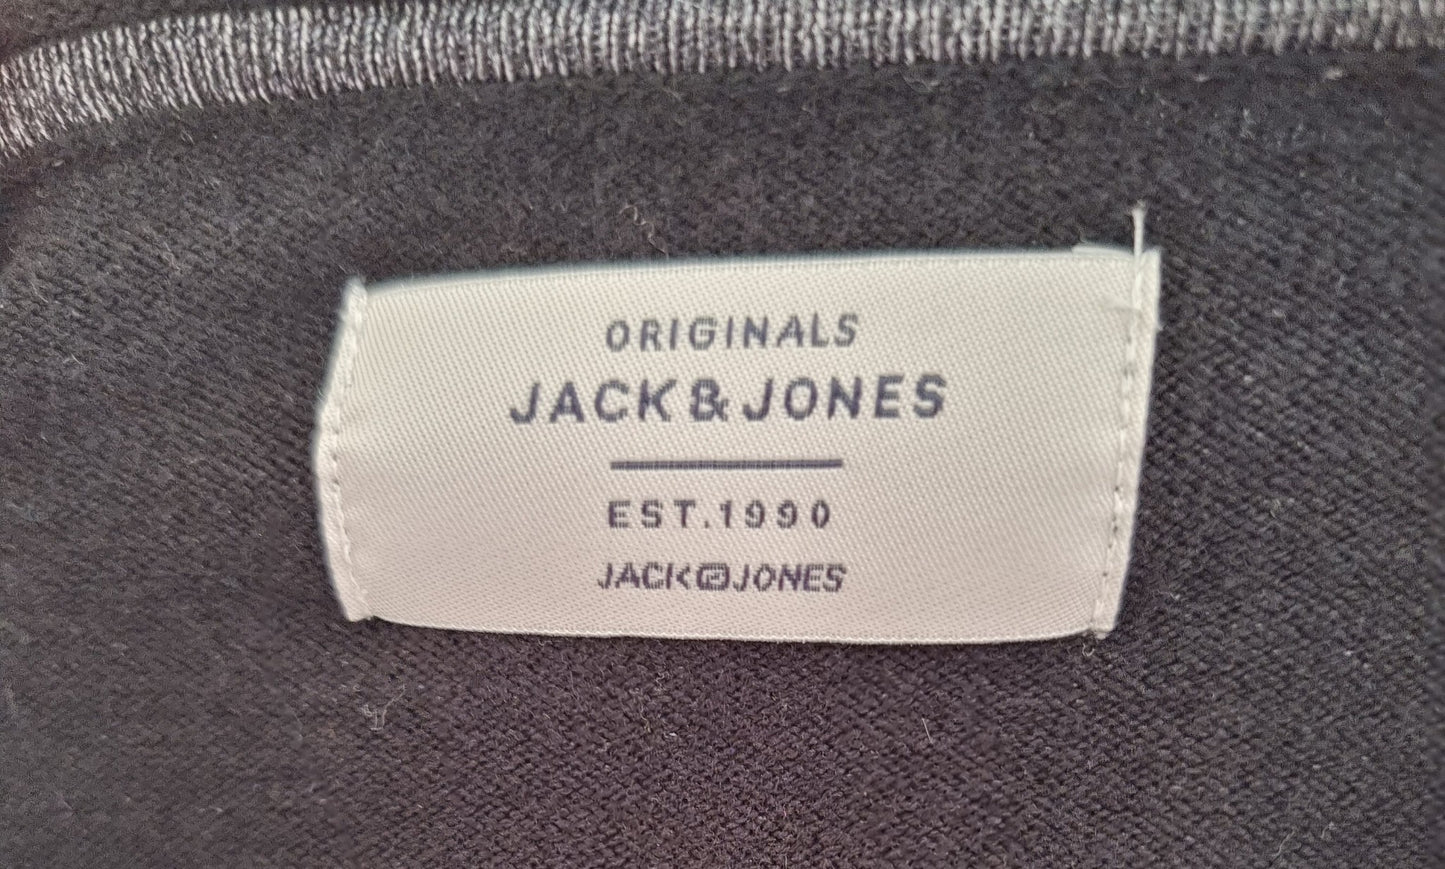 ORIGINALS
JACK & JONES
EST.1990
JACK JONES